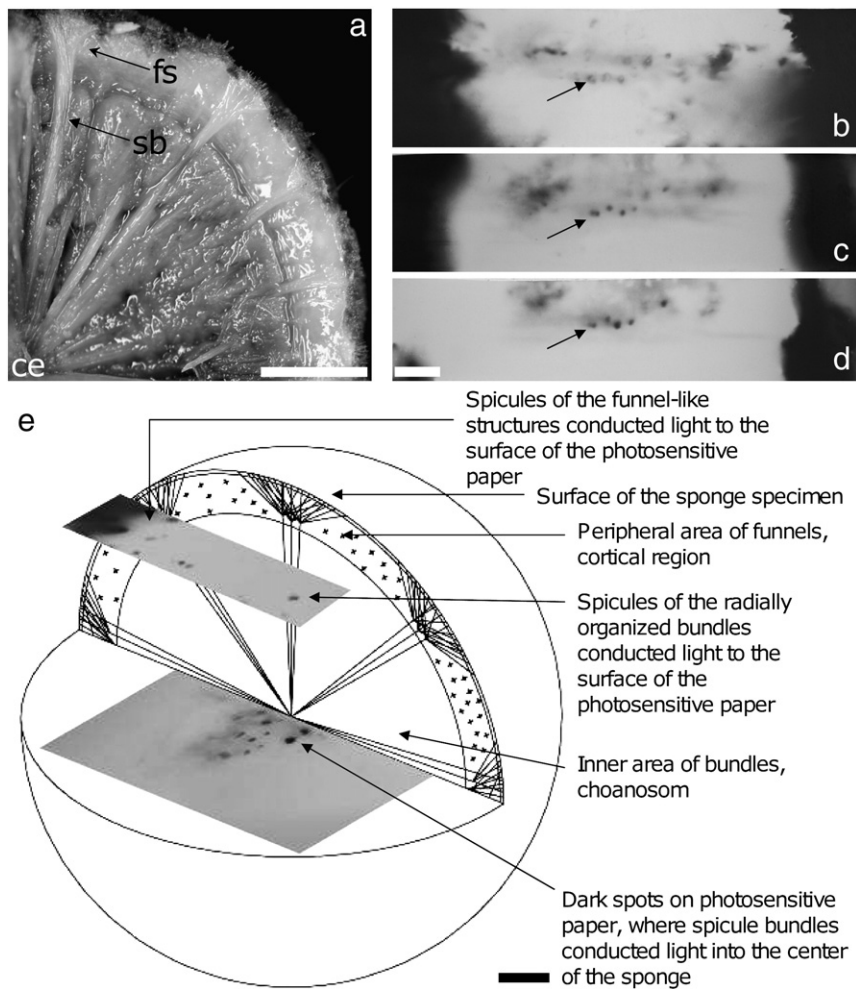 a
fs
sb
ce
b
c
d
e
Spicules of the funnel-like
structures conducted light to the
surface of the photosensitive
paper
Surface of the sponge specimen
Peripheral area of funnels,
cortical region
Spicules of the radially
organized bundles
conducted light to the
surface of the
photosensitive paper
Inner area of bundles,
choanosom
Dark spots on photosensitive
paper, where spicule bundles
conducted light into the center
of the sponge